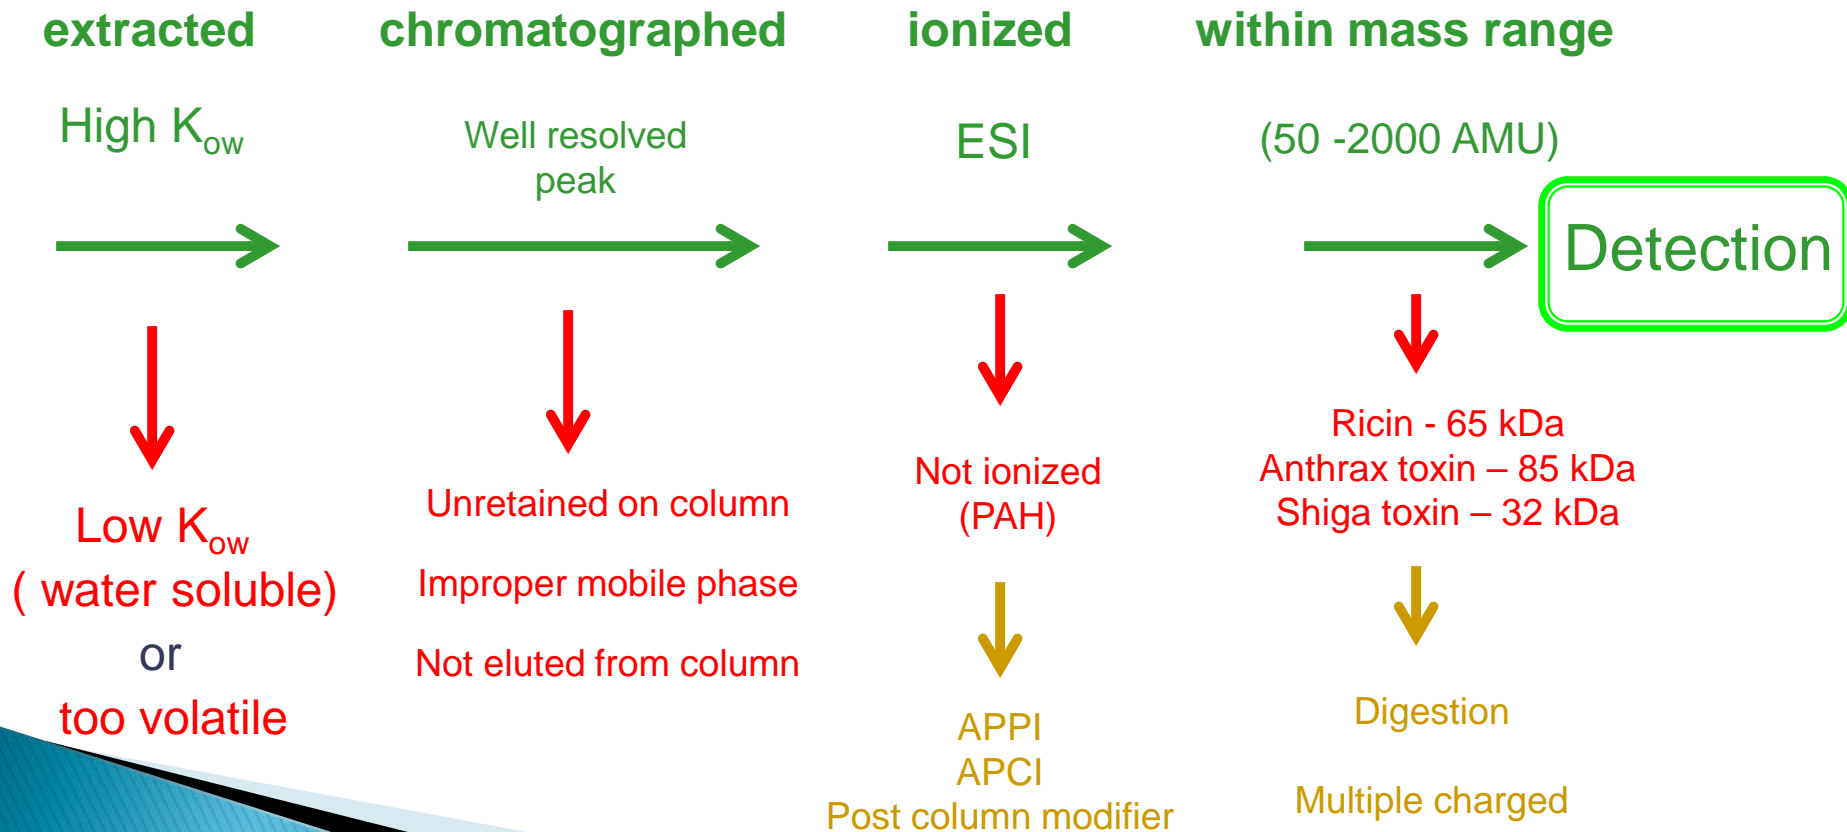 extracted
High Kow
Low Kow
( water soluble)
or
too volatile
chromatographed
Well resolved
peak
Unretained on column
Improper mobile phase
Not eluted from column
ionized
ESI
Not ionized
(PAH)
APPI
APCI
Post column modifier
within mass range
(50 -2000 AMU)
Ricin - 65 kDa
Anthrax toxin – 85 kDa
Shiga toxin – 32 kDa
Digestion
Multiple charged
Detection